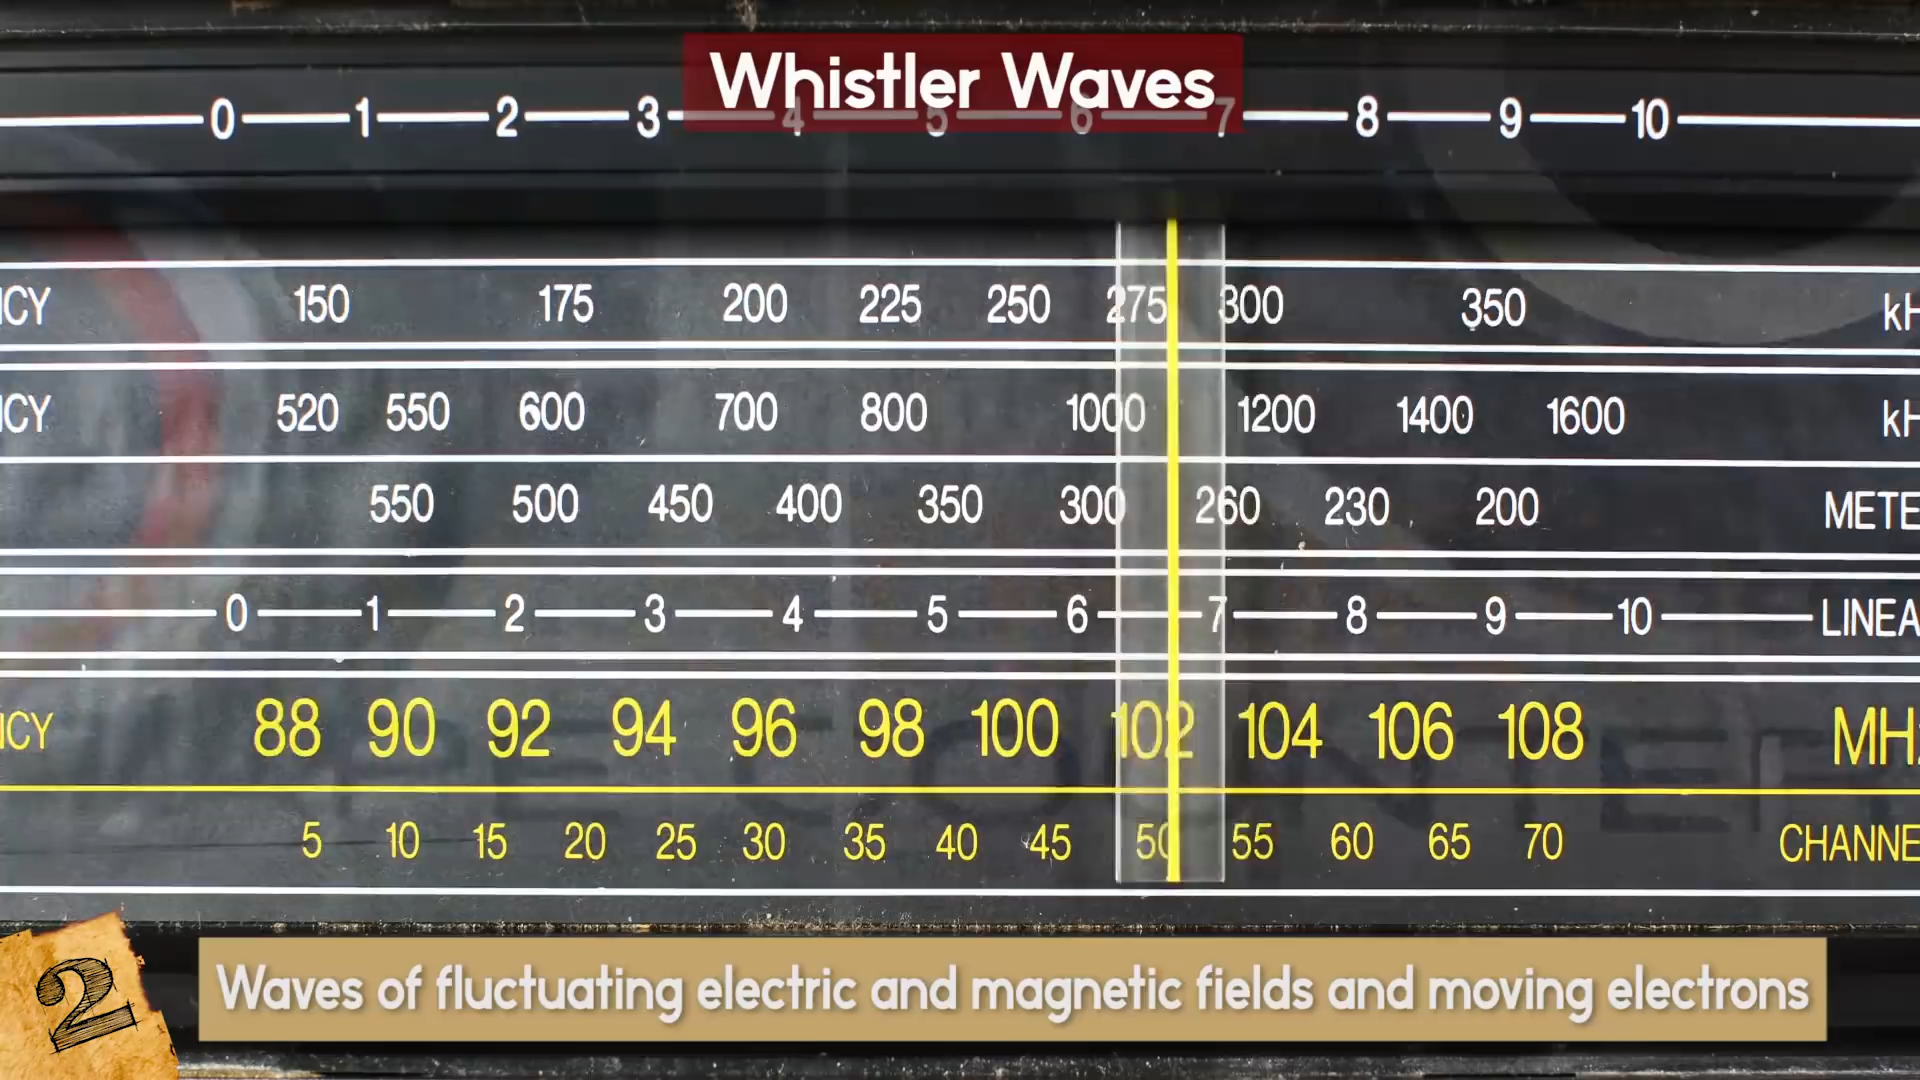 Whistler Waves
0 1 2 3 4 5 6 7 8 9 10
ICY 150 175 200 225 250 275 300 350 kH
ICY 520 550 600 700 800 1000 1200 1400 1600 kH
550 500 450 400 350 300 260 230 200 METE
0 1 2 3 4 5 6 7 8 9 10 LINEA
ICY 88 90 92 94 96 98 100 102 104 106 108 MH
5 10 15 20 25 30 35 40 45 50 55 60 65 70 CHANNE
2 Waves of fluctuating electric and magnetic fields and moving electrons